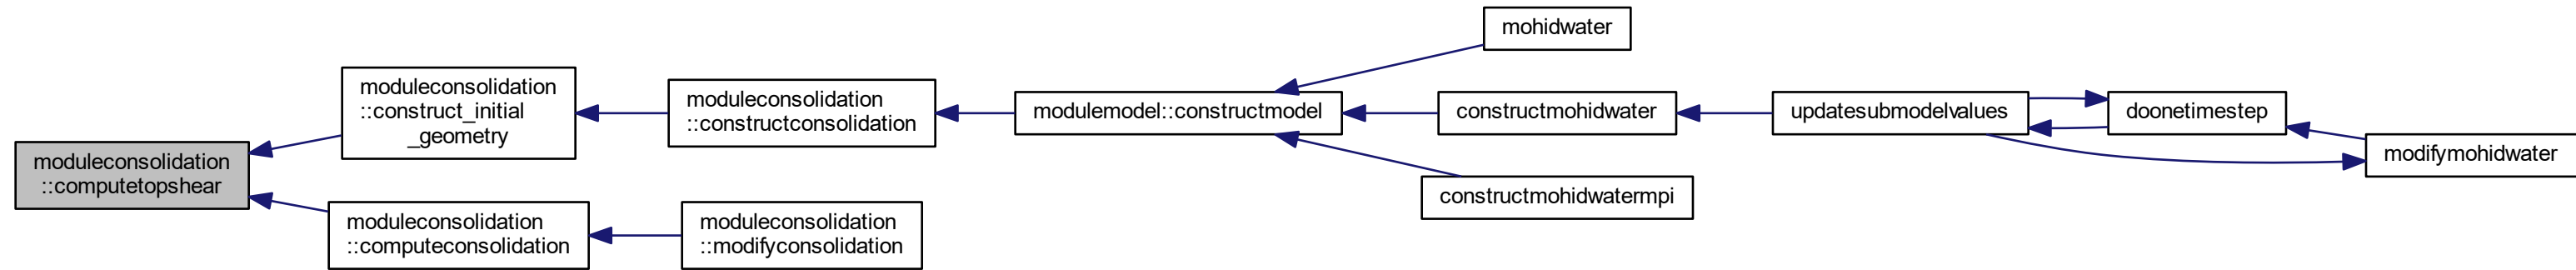 moduleconsolidation
::computetopshear
moduleconsolidation
::construct_initial
_geometry
moduleconsolidation
::constructconsolidation
modulemodel::constructmodel
mohidwater
constructmohidwater
updatesubmodelvalues
doonetimestep
modifymohidwater
constructmohidwatermpi
moduleconsolidation
::computeconsolidation
moduleconsolidation
::modifyconsolidation